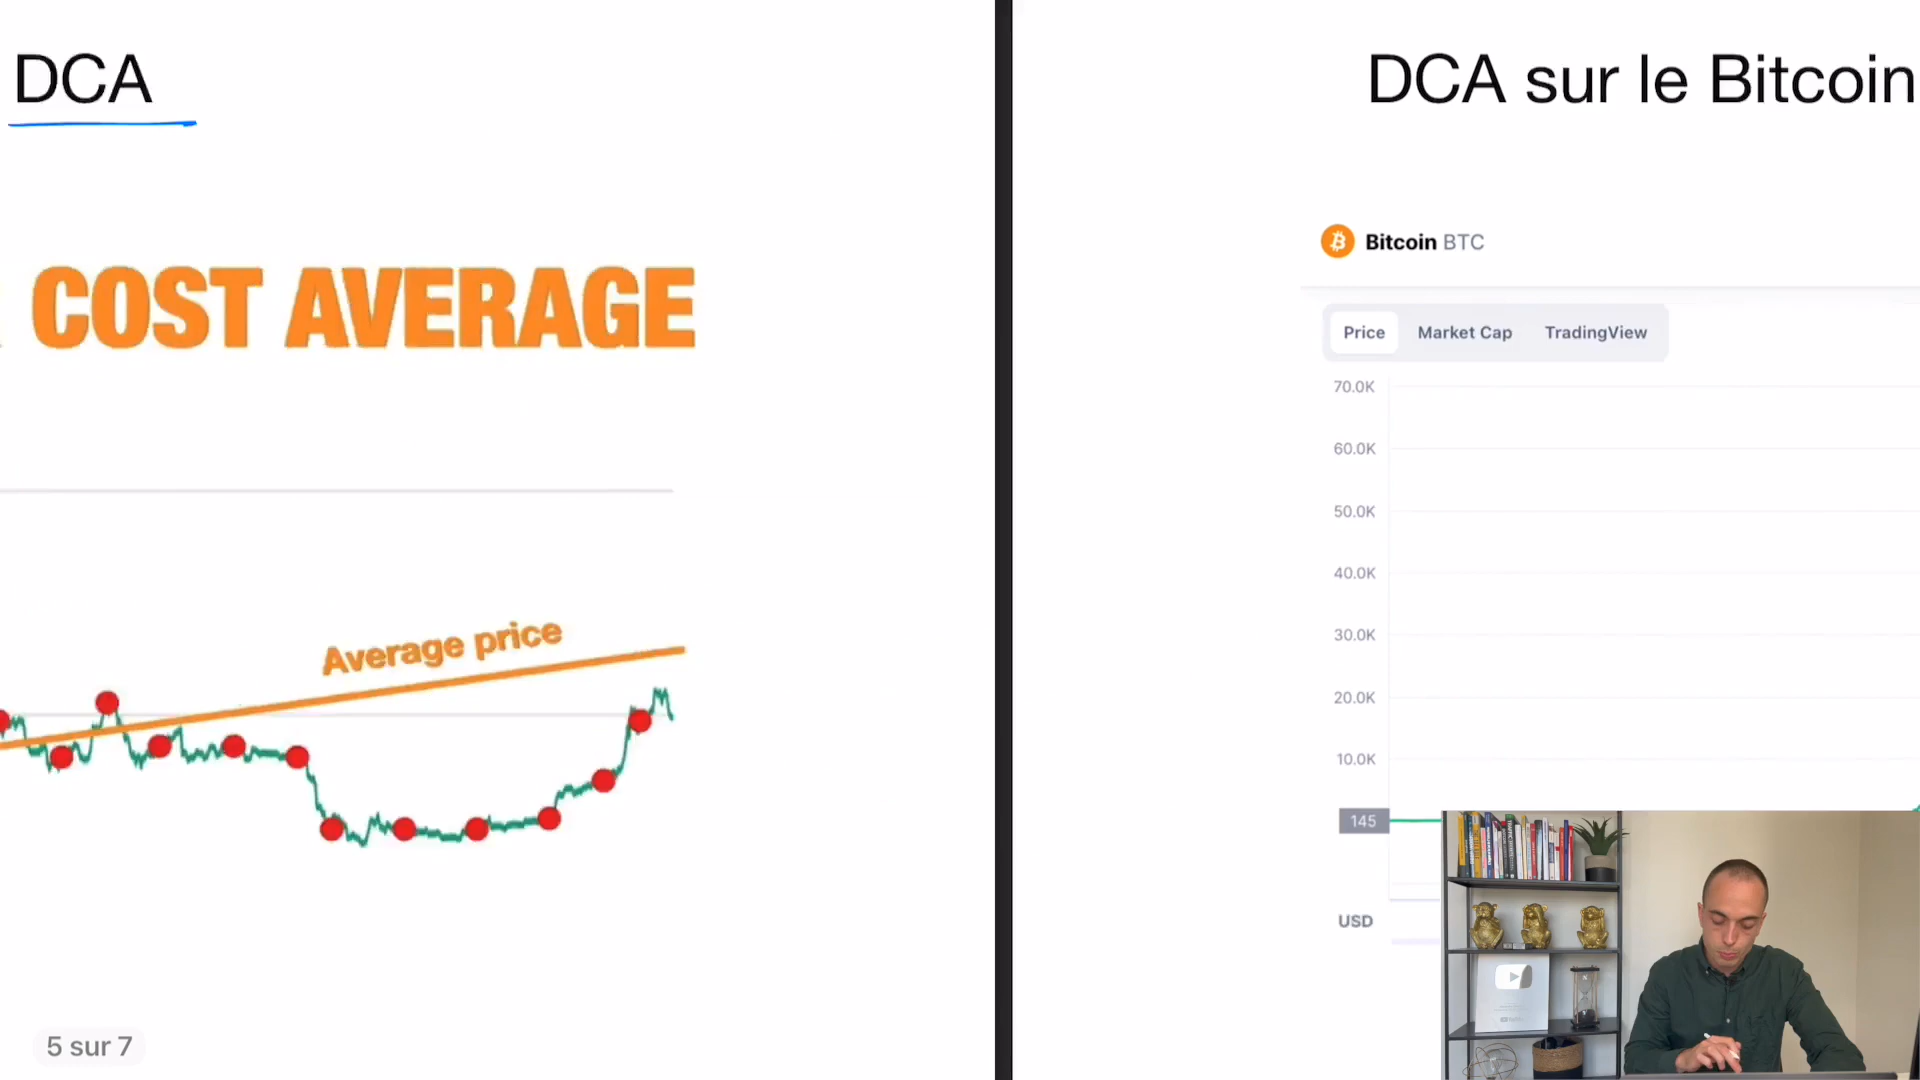 DCA
COST AVERAGE
Average price
5 sur 7
DCA sur le Bitcoin
Bitcoin BTC
Price Market Cap TradingView
70.0K
60.0K
50.0K
40.0K
30.0K
20.0K
10.0K
145
USD